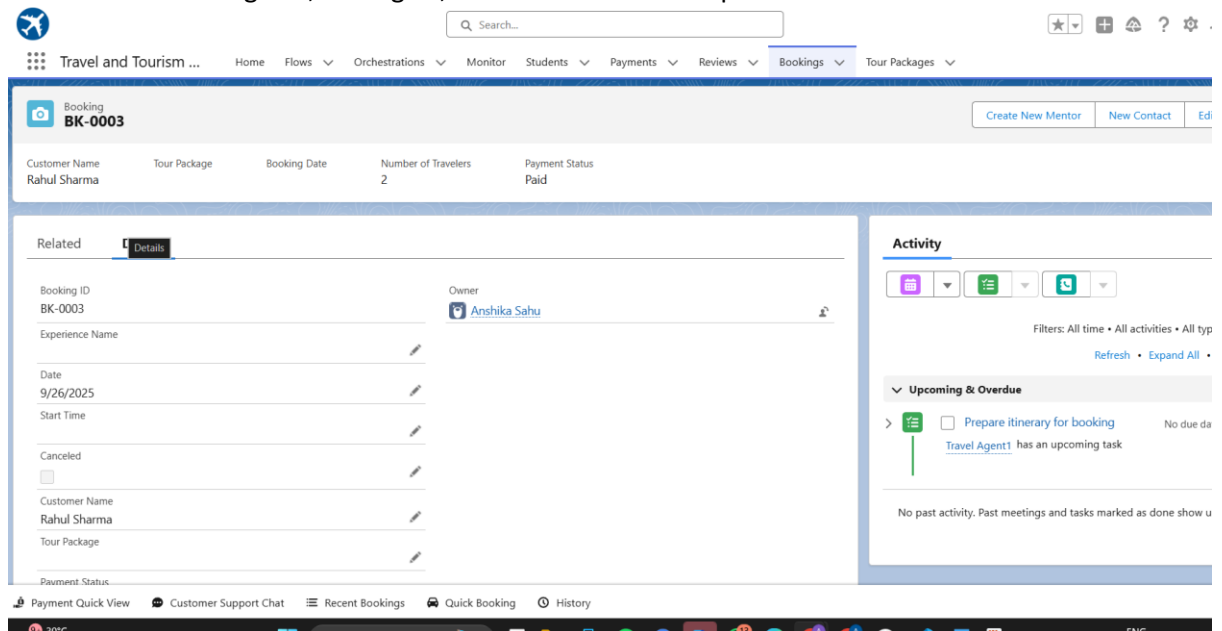 Search...
Travel and Tourism ... Home Flows Orchestrations Monitor Students Payments Reviews Bookings Tour Packages
Booking
BK-0003
Create New Mentor New Contact
Customer Name Tour Package Booking Date Number of Travelers Payment Status
Rahul Sharma 2 Paid
Related Details
Activity
Booking ID Owner
BK-0003 Anshika Sahu
Experience Name
Filters: All time • All activities • All
Refresh • Expand All •
Date
9/26/2025
Upcoming & Overdue
Start Time
Prepare itinerary for booking No due
Travel Agent1 has an upcoming task
Canceled
Customer Name
Rahul Sharma
No past activity. Past meetings and tasks marked as done show
Tour Package
Payment Status
Payment Quick View Customer Support Chat Recent Bookings Quick Booking History